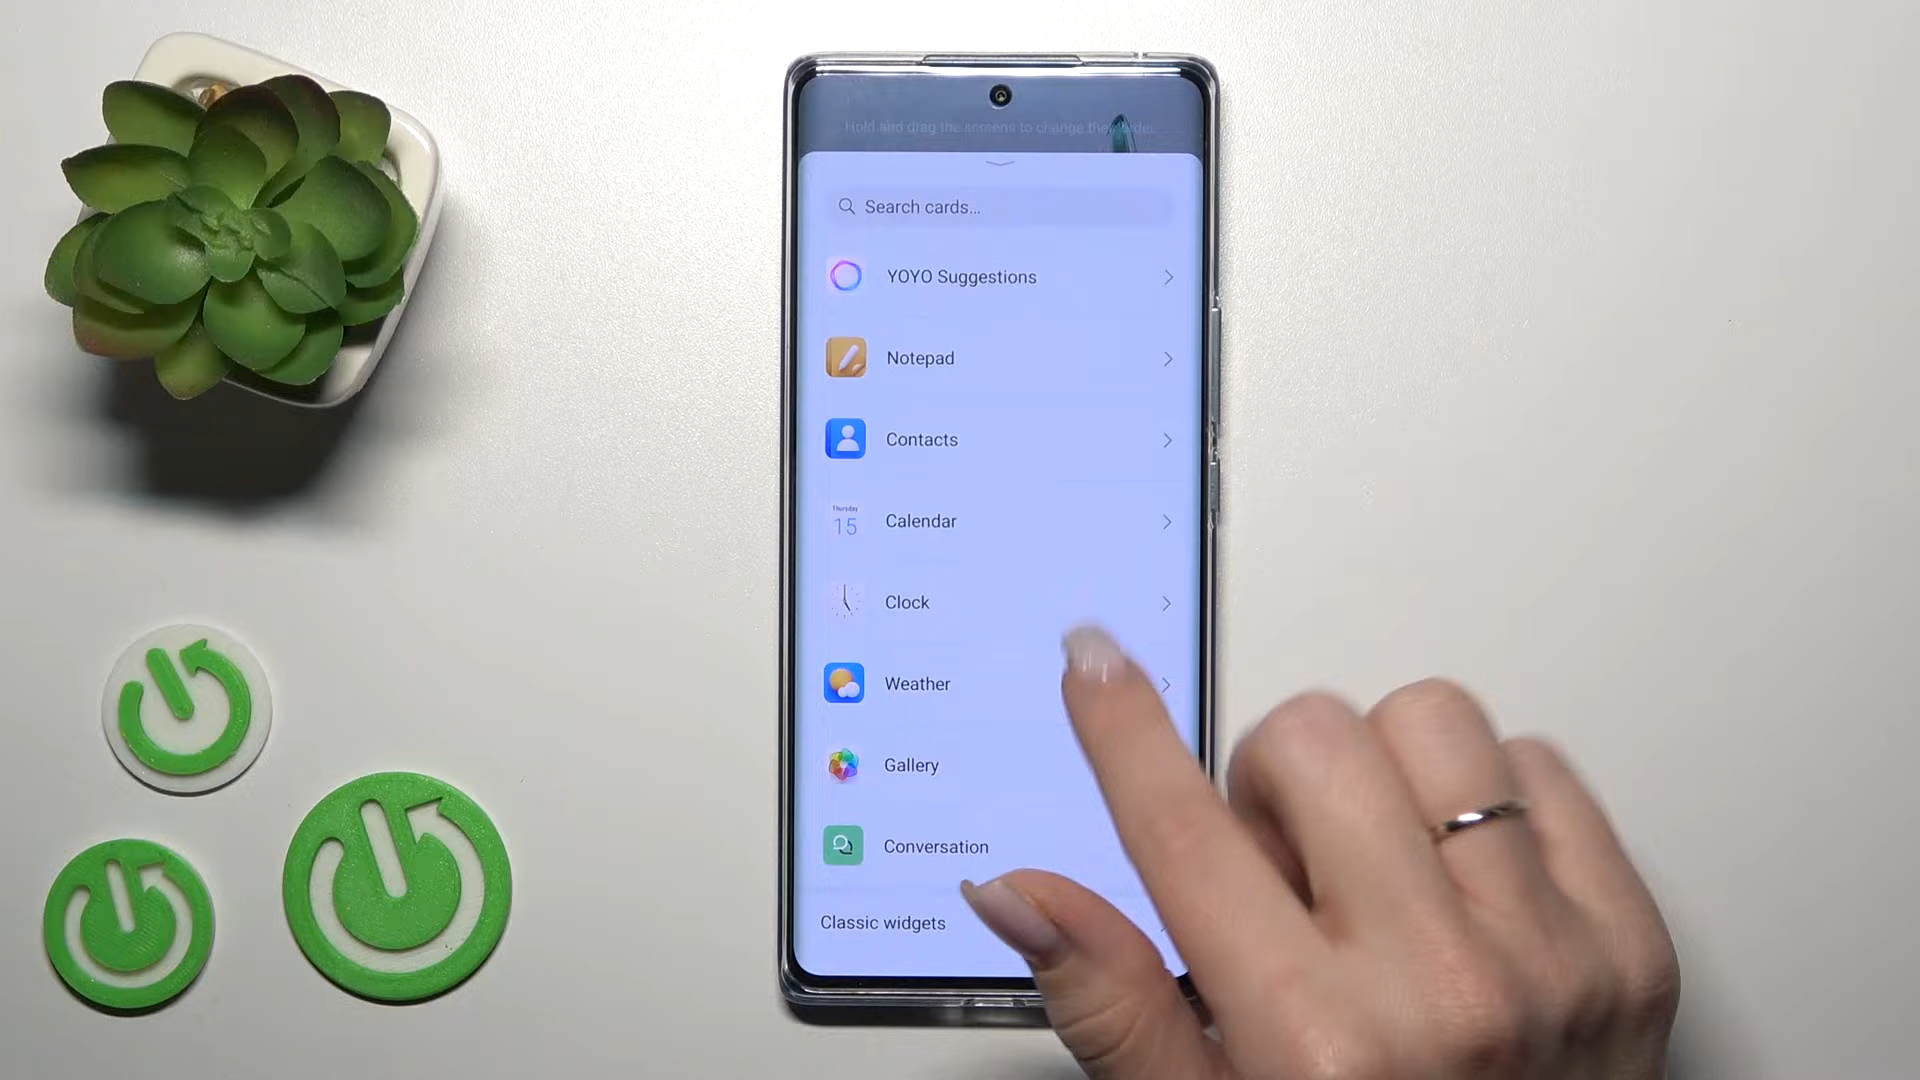 Hold and drag the screens to change their order
Search cards...
YOYO Suggestions
Notepad
Contacts
Thursday
15
Calendar
Clock
Weather
Gallery
Conversation
Classic widgets